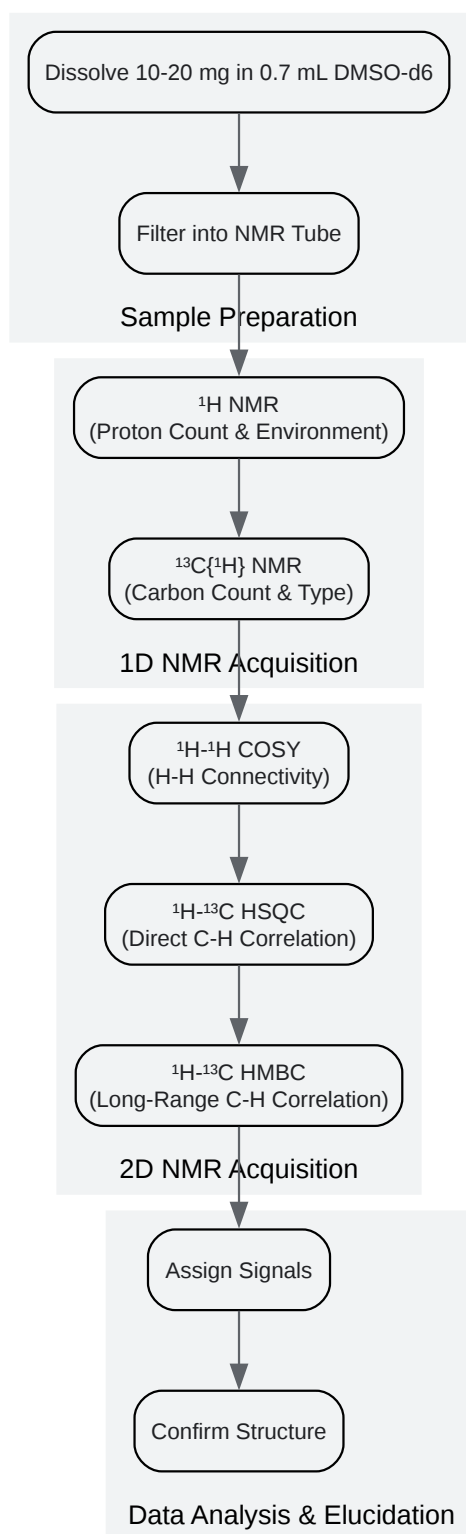 Dissolve 10-20 mg in 0.7 mL DMSO-d6
Filter into NMR Tube
Sample Preparation
¹H NMR
(Proton Count & Environment)
¹³C{¹H} NMR
(Carbon Count & Type)
1D NMR Acquisition
¹H-¹H COSY
(H-H Connectivity)
¹H-¹³C HSQC
(Direct C-H Correlation)
¹H-¹³C HMBC
(Long-Range C-H Correlation)
2D NMR Acquisition
Assign Signals
Confirm Structure
Data Analysis & Elucidation